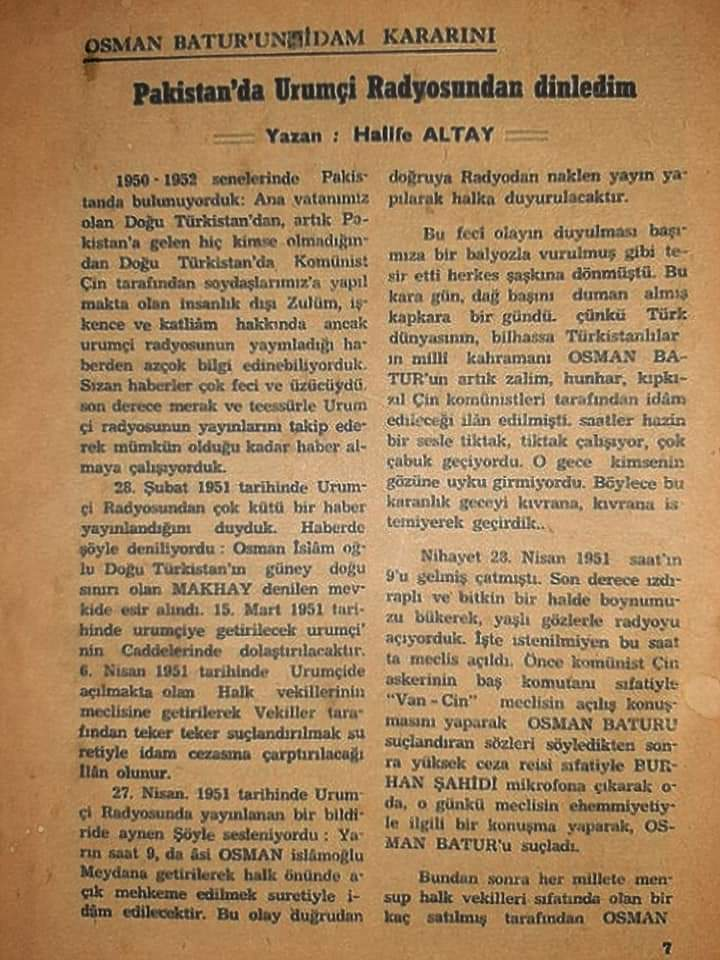 OSMAN BATUR'UN İDAM KARARINI
Pakistan'da Urumçi Radyosundan dinledim
Yazan : Halife ALTAY
1950 - 1952 senelerinde Pakis-
tanda bulunuyorduk: Ana vatanımız
olan Doğu Türkistan'dan, artık Pa-
kistan'a gelen hiç kimse olmadığın-
dan Doğu Türkistan'da Komünist
Çin tarafından soydaşlarımız'a yapıl
makta olan insanlık dışı Zulüm, iş-
kence ve katliâm hakkında ancak
urumçi radyosunun yayımladığı ha-
berden azçok bilgi edinebiliyorduk.
Sızan haberler çok feci ve üzücüydü.
son derece merak ve teessürle Urum
çi radyosunun yayınlarını takip ede-
rek mümkün olduğu kadar haber al-
maya çalışıyorduk.
28. Şubat 1951 tarihinde Urum-
çi Radyosundan çok kütü bir haber
yayınlandığını duyduk. Haberde
şöyle deniliyordu : Osman İslâm oğ-
lu Doğu Türkistan'ın güney doğu
sınırı olan MAKHAY denilen mev-
kide esir alındı. 15. Mart 1951 tari-
hinde urumçiye getirilecek urumçi'
nin Caddelerinde dolaştırılacaktır.
6. Nisan 1951 tarihinde Urumçide
açılmakta olan Halk vekillerinin
meclisine getirilerek Vekiller tara-
fından teker teker suçlandırılmak su
retiyle idam cezasına çarptırılacağı
ilân olunur.
27. Nisan. 1951 tarihinde Urum-
çi Radyosunda yayınlanan bir bildi-
ride aynen Şöyle sesleniyordu : Ya-
rın saat 9, da âsi OSMAN islâmoğlu
Meydana getirilerek halk önünde a-
çık mehkeme edilmek suretiyle i-
dâm edilecektir. Bu olay doğrudan
doğruya Radyodan naklen yayın ya-
pılarak halka duyurulacaktır.
Bu feci olayın duyulması başı-
mıza bir balyozla vurulmuş gibi te-
sir etti herkes şaşkına dönmüştü. Bu
kara gün, dağ başını duman almış
kapkara bir gündü. çünkü Türk
dünyasının, bilhassa Türkistanlılar
ın milli kahramanı OSMAN BA-
TUR'un artık zalim, hunhar, kıpkı-
zıl Çin komünistleri tarafından idâm
edileceği ilân edilmişti. saatler hazin
bir sesle tiktak, tiktak çalışıyor, çok
çabuk geçiyordu. O gece kimsenin
gözüne uyku girmiyordu. Böylece bu
karanlık geceyi kıvrana, kıvrana is
temiyerek geçirdik..
Nihayet 28. Nisan 1951 saat'ın
9'u gelmiş çatmıştı. Son derece ızdı-
raplı ve bitkin bir halde boynumu-
zu bükerek, yaşlı gözlerle radyoyu
açıyorduk. İşte istenilmiyen bu saat
ta meclis açıldı. Önce komünist Çin
askerinin baş komutanı sıfatiyle
"Van - Cin" meclisin açılış konuş-
masını yaparak OSMAN BATURU
suçlandıran sözleri söyledikten son-
ra yüksek ceza reisi sıfatiyle BUR-
HAN ŞAHİDİ mikrofona çıkarak o-
da, o günkü meclisin ehemmiyetiy-
le ilgili bir konuşma yaparak, OS-
MAN BATUR'u suçladı.
Bundan sonra her millete men-
sup halk vekilleri sıfatında olan bir
kaç satılmış tarafından OSMAN
7